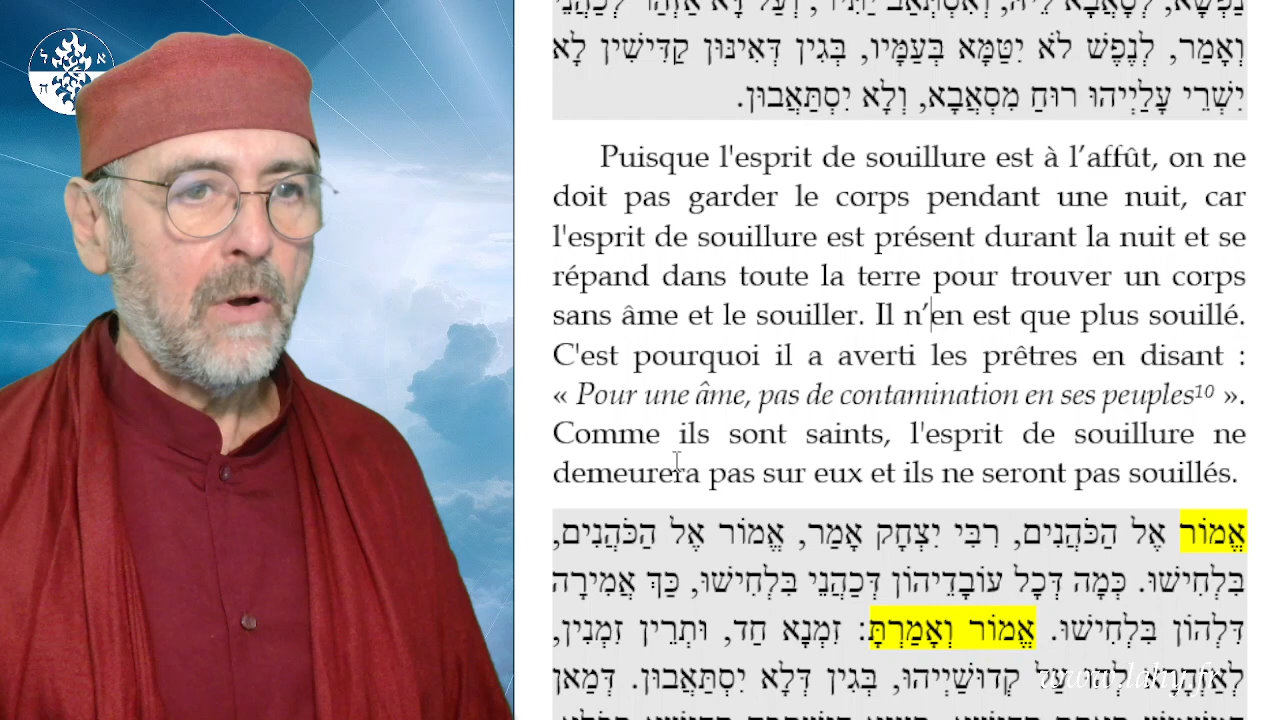 נַפְשָׁא, לְסָאֲבָא לֵיהּ, וְאִסְתְּאַב יַתִּיר, וְעַל דָּא אַזְהַר לְכַהֲנֵי
וְאָמַר, לְנֶפֶשׁ לֹא יִטַּמָּא בְּעַמָּיו, בְּגִין דְּאִינּוּן קַדִּישִׁין לָא
יִשְׁרֵי עָלַיְיהוּ רוּחַ מִסְאֲבָא, וְלָא יִסְתַּאֲבוּן.
Puisque l'esprit de souillure est à l’affût, on ne
doit pas garder le corps pendant une nuit, car
l'esprit de souillure est présent durant la nuit et se
répand dans toute la terre pour trouver un corps
sans âme et le souiller. Il n’en est que plus souillé.
C'est pourquoi il a averti les prêtres en disant :
« Pour une âme, pas de contamination en ses peuples¹⁰ ».
Comme ils sont saints, l'esprit de souillure ne
demeurera pas sur eux et ils ne seront pas souillés.
אֱמוֹר אֶל הַכֹּהֲנִים, רִבִּי יִצְחָק אָמַר, אֱמוֹר אֶל הַכֹּהֲנִים,
בִּלְחִישׁוּ. כְּמָה דְּכָל עוֹבָדֵיהוֹן דְּכַהֲנֵי בִּלְחִישׁוּ, כַּךְ אֲמִירָה
דִּלְהוֹן בִּלְחִישׁוּ. אֱמוֹר וְאָמַרְתָּ: זִמְנָא חַד, וּתְרֵין זִמְנִין,
קְדוּשַׁיְיהוּ, בְּגִין דְּלָא יִסְתַּאֲבוּן. דְּמַאן
א
ל
ה